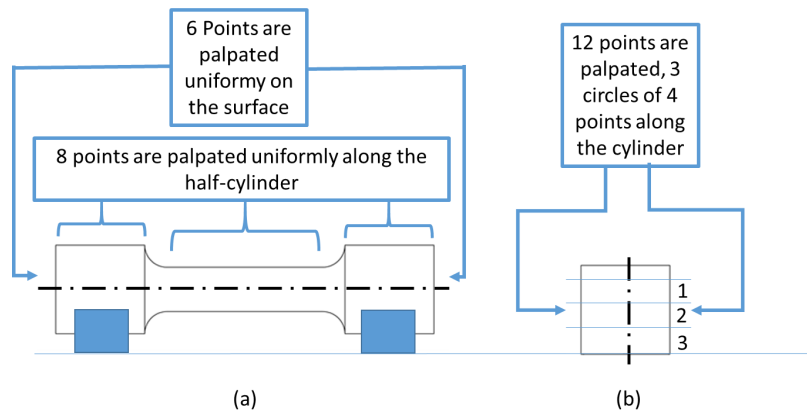 6 Points are
palpated
uniformy on
the surface
12 points are
palpated, 3
circles of 4
points along
the cylinder
8 points are palpated uniformly along the
half-cylinder
1
2
3
(a)
(b)